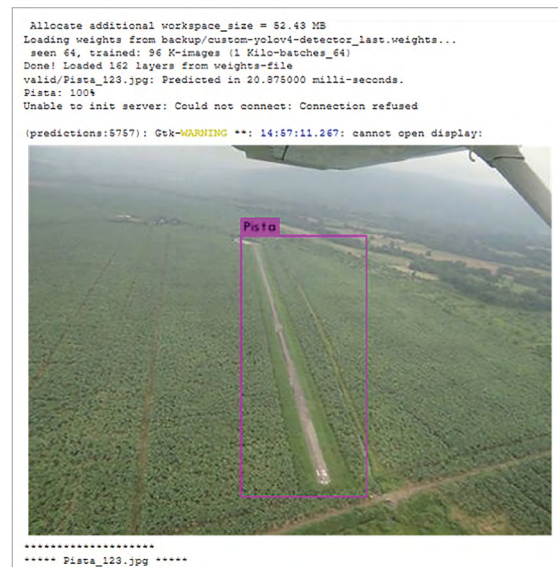 Allocate additional workspace_size = 52.43 MB
Loading weights from backup/custom-yolov4-detector_last.weights...
seen 64, trained: 96 K-images (1 Kilo-batches_64)
Done! Loaded 162 layers from weights-file
valid/Pista_123.jpg: Predicted in 20.875000 milli-seconds.
Pista: 100%
Unable to init server: Could not connect: Connection refused
(predictions:5757): Gtk-WARNING **: 14:57:11.267: cannot open display:
Pista
********************
***** Pista_123.jpg *****